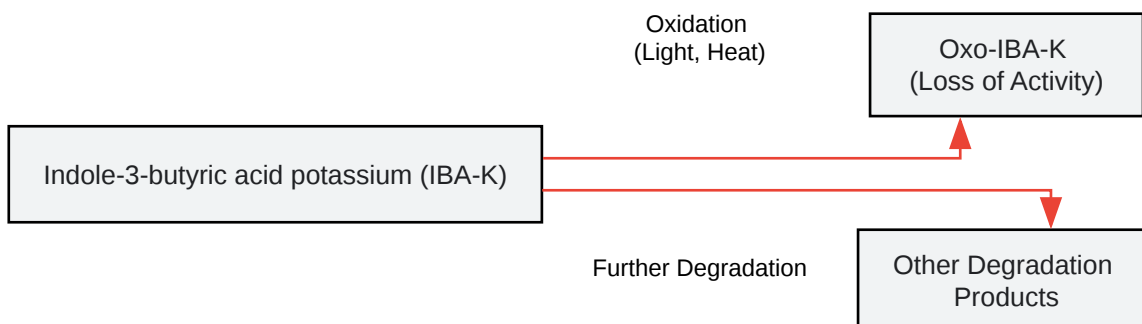 Oxidation
(Light, Heat)
Oxo-IBA-K
(Loss of Activity)
Indole-3-butyric acid potassium (IBA-K)
Further Degradation
Other Degradation
Products